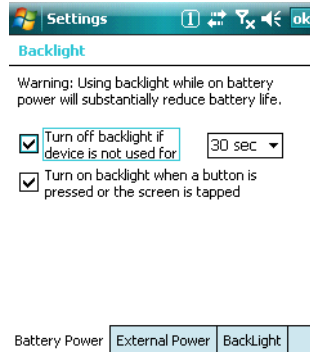 Settings 1 ok
Backlight
Warning: Using backlight while on battery
power will substantially reduce battery life.
Turn off backlight if
device is not used for 30 sec
Turn on backlight when a button is
pressed or the screen is tapped
Battery Power External Power BackLight